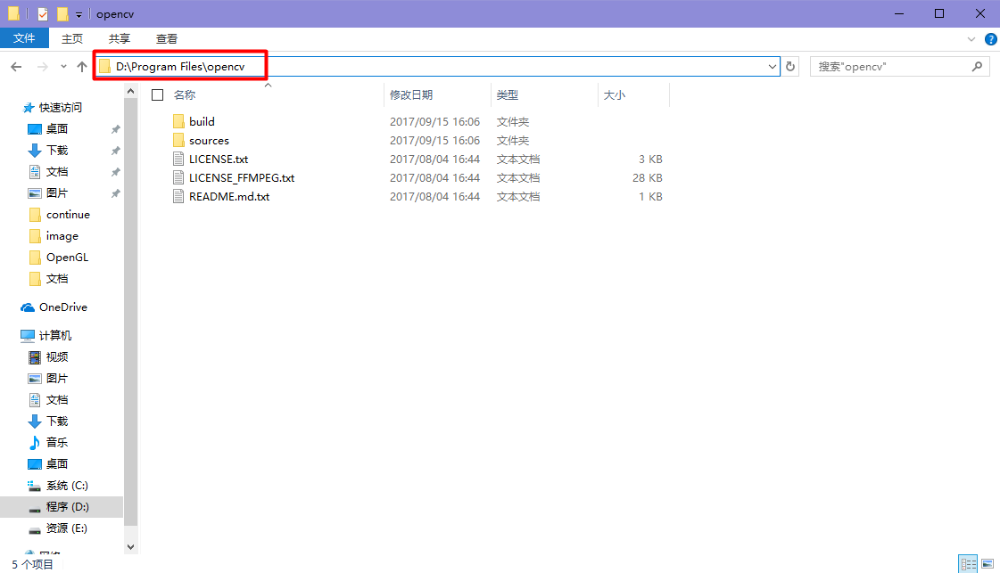 opencv
文件 主页 共享 查看
D:\Program Files\opencv 搜索"opencv"
名称 修改日期 类型 大小
build 2017/09/15 16:06 文件夹
sources 2017/09/15 16:06 文件夹
LICENSE.txt 2017/08/04 16:44 文本文档 3 KB
LICENSE_FFMPEG.txt 2017/08/04 16:44 文本文档 28 KB
README.md.txt 2017/08/04 16:44 文本文档 1 KB
快速访问
桌面
下载
文档
图片
continue
image
OpenGL
文档
OneDrive
计算机
视频
图片
文档
下载
音乐
桌面
系统 (C:)
程序 (D:)
资源 (E:)
网络
5 个项目